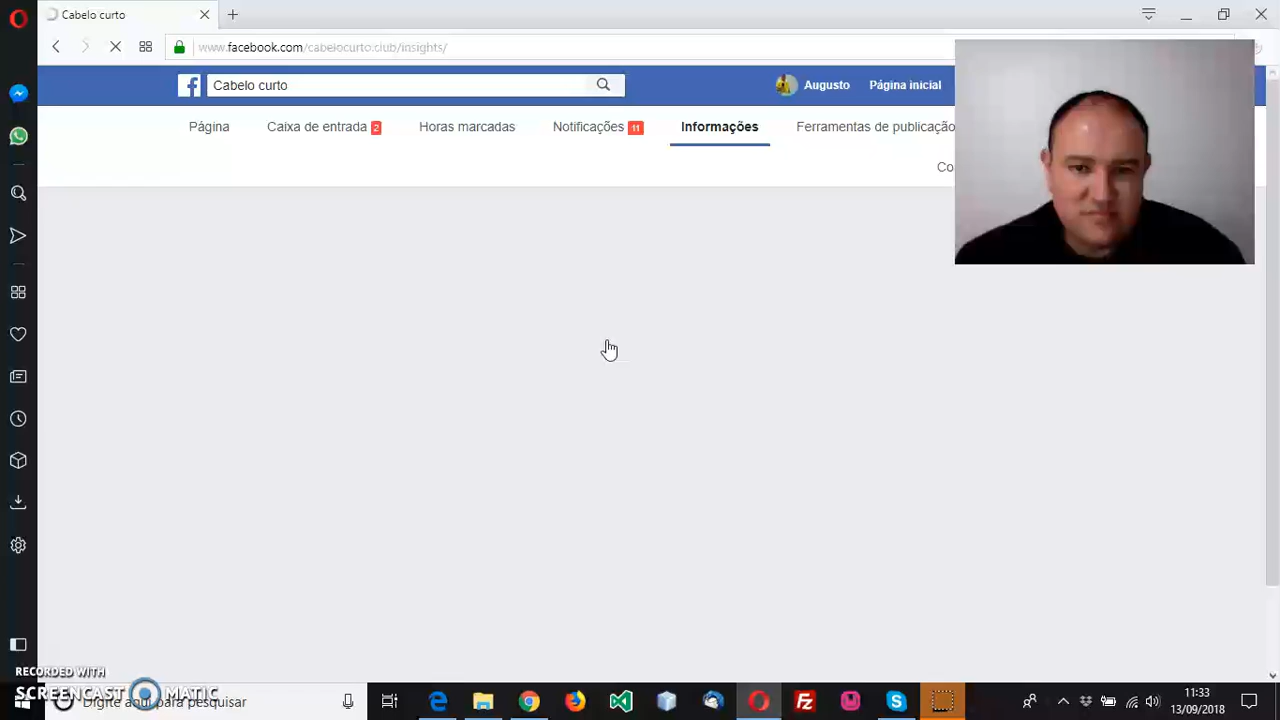 Cabelo curto
www.facebook.com/cabelocurto.club/insights/
Cabelo curto
Augusto
Página inicial
Página
Caixa de entrada 2
Horas marcadas
Notificações 11
Informações
Ferramentas de publicação
Co
RECORDED WITH
SCREENCAST MATIC
Digite aqui para pesquisar
11:33
13/09/2018